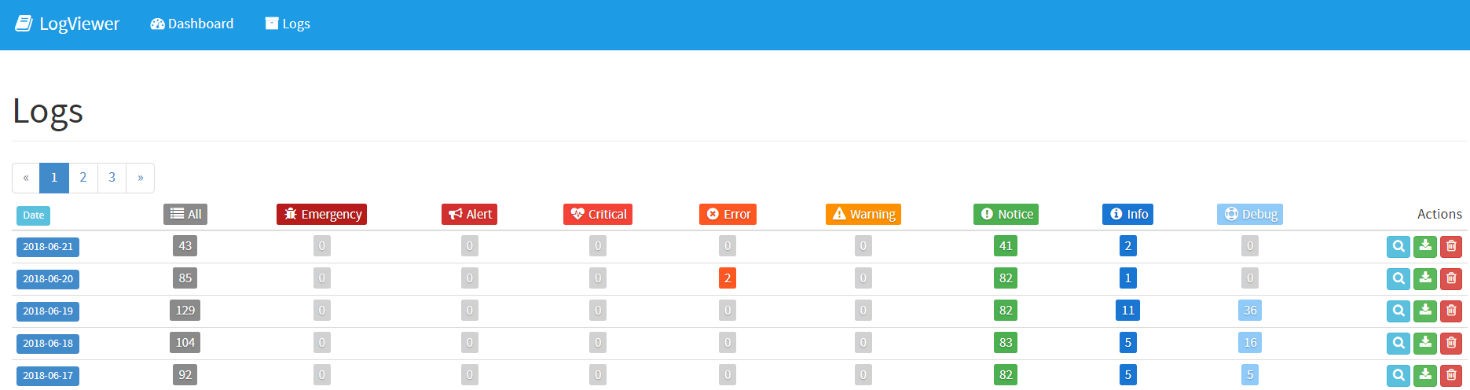 LogViewer Dashboard Logs
Logs
« 1 2 3 »
Date All Emergency Alert Critical Error Warning Notice Info Debug Actions
2018-06-21 43 0 0 0 0 0 41 2 0
2018-06-20 85 0 0 0 2 0 82 1 0
2018-06-19 129 0 0 0 0 0 82 11 36
2018-06-18 104 0 0 0 0 0 83 5 16
2018-06-17 92 0 0 0 0 0 82 5 5